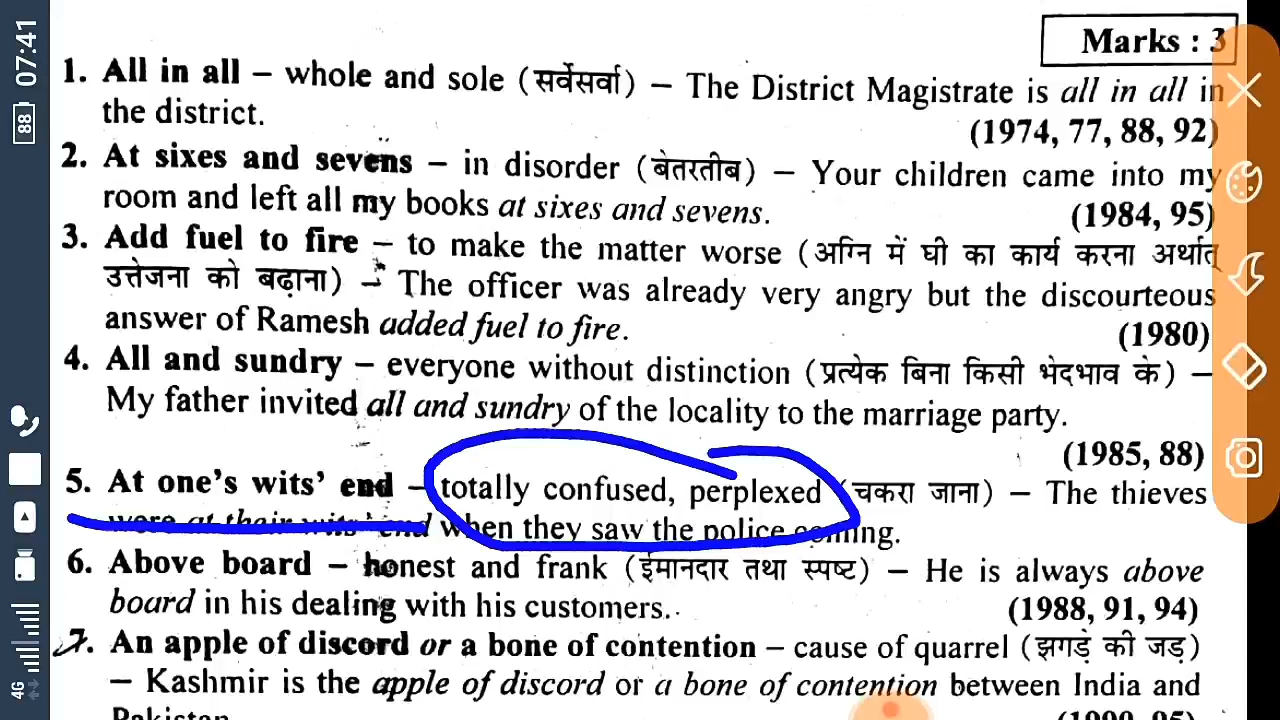 88 07:41
Marks : 3
1. All in all – whole and sole (सर्वेसर्वा) – The District Magistrate is all in all in
the district. (1974, 77, 88, 92)
2. At sixes and sevens – in disorder (बेतरतीब) – Your children came into my
room and left all my books at sixes and sevens. (1984, 95)
3. Add fuel to fire – to make the matter worse (अग्नि में घी का कार्य करना अर्थात्
उत्तेजना को बढ़ाना) – The officer was already very angry but the discourteous
answer of Ramesh added fuel to fire. (1980)
4. All and sundry – everyone without distinction (प्रत्येक बिना किसी भेदभाव के) –
My father invited all and sundry of the locality to the marriage party.
(1985, 88)
5. At one's wits' end – totally confused, perplexed (चकरा जाना) – The thieves
were at their wits' end when they saw the police coming.
6. Above board – honest and frank (ईमानदार तथा स्पष्ट) – He is always above
board in his dealing with his customers. (1988, 91, 94)
7. An apple of discord or a bone of contention – cause of quarrel (झगड़े की जड़)
– Kashmir is the apple of discord or a bone of contention between India and
Pakistan.
4G